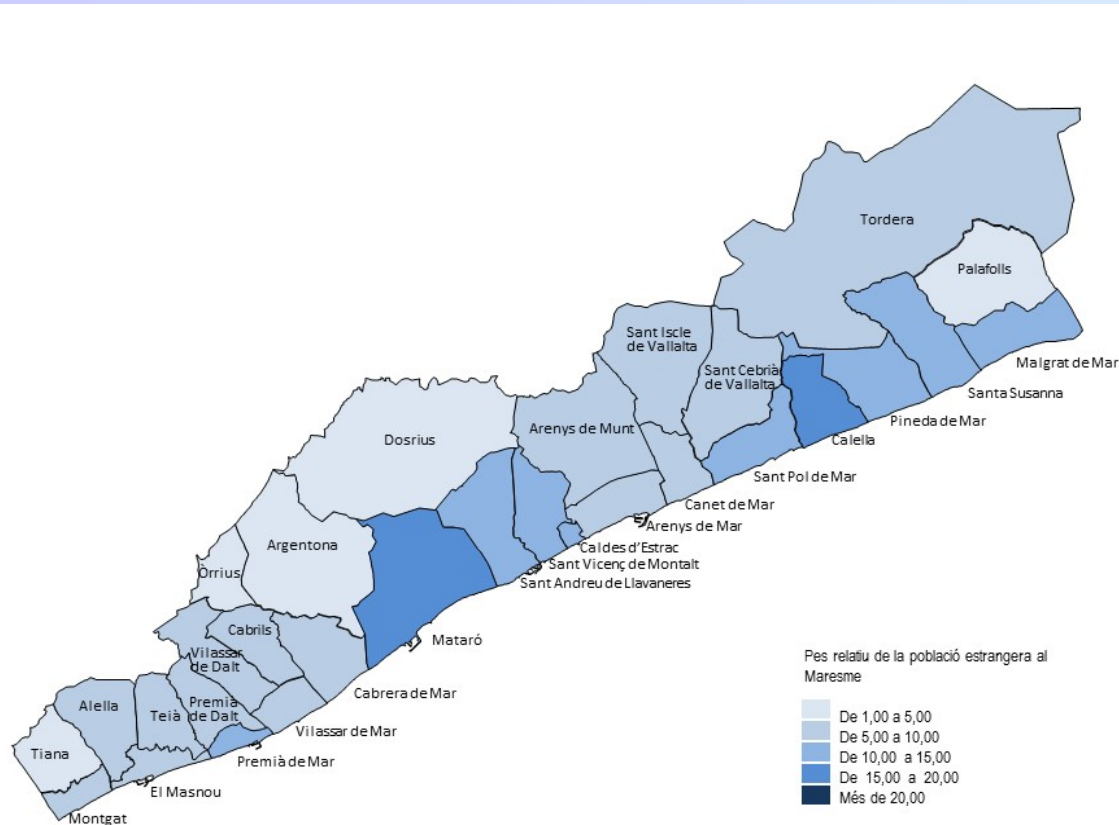 Tordera
Palafolls
Sant Iscle
de Vallalta
Malgrat de Mar
Sant Cebrià
de Vallalta
Santa Susanna
Pineda de Mar
Dosrius
Arenys de Munt
Calella
Sant Pol de Mar
Canet de Mar
Arenys de Mar
Argentona
Caldes d'Estrac
Sant Vicenç de Montalt
Òrrius
Sant Andreu de Llavaneres
Cabrils
Mataró
Vilassar
de Dalt
Cabrera de Mar
Alella
Teià
Premià
de Dalt
Vilassar de Mar
Tiana
Premià de Mar
El Masnou
Montgat
Pes relatiu de la població estrangera al
Maresme
De 1,00 a 5,00
De 5,00 a 10,00
De 10,00 a 15,00
De 15,00 a 20,00
Més de 20,00